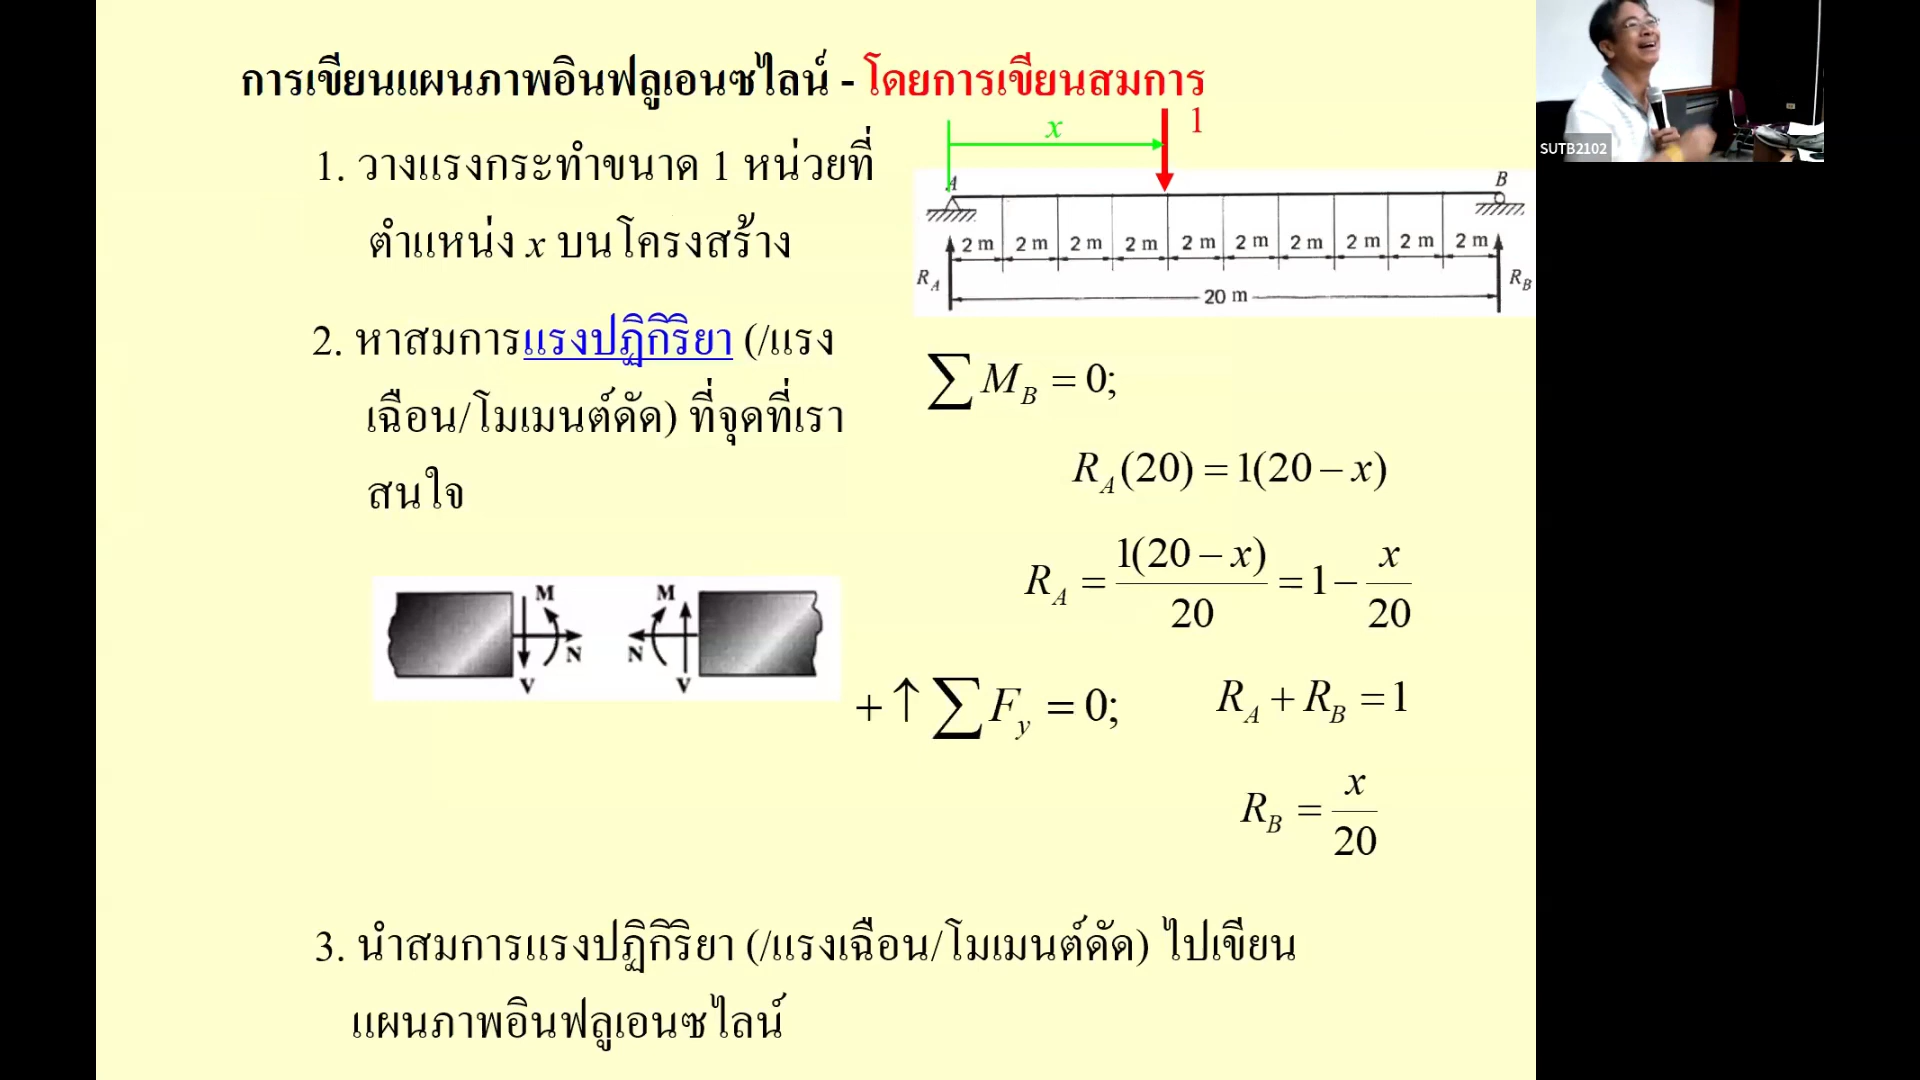 การเขียนแผนภาพอินฟลูเอนซไลน์ - โดยการเขียนสมการ
1. วางแรงกระทำขนาด 1 หน่วยที่
ตำแหน่ง x บนโครงสร้าง
x
1
A
B
2 m 2 m 2 m 2 m 2 m 2 m 2 m 2 m 2 m 2 m
R_A
R_B
20 m
2. หาสมการแรงปฏิกิริยา (/แรง
เฉือน/โมเมนต์ดัด) ที่จุดที่เรา
สนใจ
∑ M_B = 0;
R_A(20) = 1(20 − x)
R_A = 1(20 − x)/20 = 1 − x/20
M N V
M N V
+↑ ∑ F_y = 0; R_A + R_B = 1
R_B = x/20
3. นำสมการแรงปฏิกิริยา (/แรงเฉือน/โมเมนต์ดัด) ไปเขียน
แผนภาพอินฟลูเอนซไลน์
SUTB2102